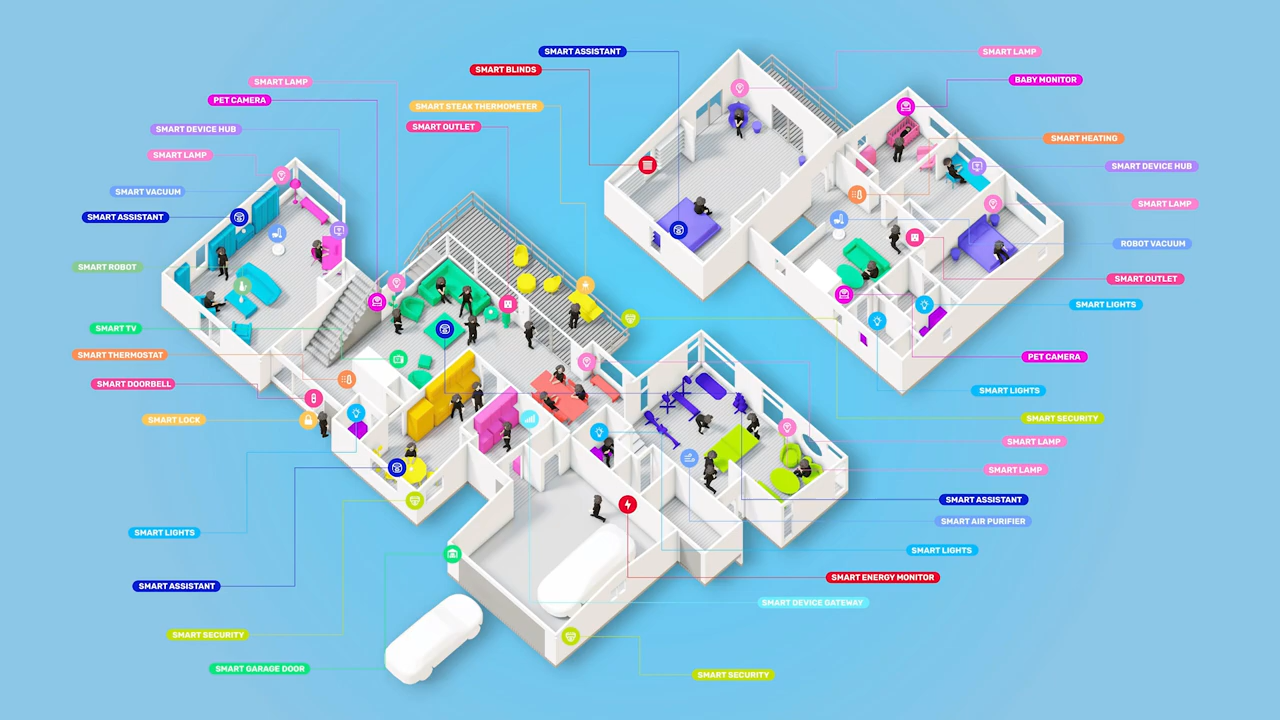 SMART ASSISTANT
SMART LAMP
SMART BLINDS
BABY MONITOR
SMART LAMP
PET CAMERA
SMART STEAK THERMOMETER
SMART OUTLET
SMART DEVICE HUB
SMART HEATING
SMART LAMP
SMART DEVICE HUB
SMART VACUUM
SMART LAMP
SMART ASSISTANT
ROBOT VACUUM
SMART ROBOT
SMART OUTLET
SMART LIGHTS
SMART TV
SMART THERMOSTAT
PET CAMERA
SMART DOORBELL
SMART LIGHTS
SMART LOCK
SMART SECURITY
SMART LAMP
SMART LAMP
SMART ASSISTANT
SMART AIR PURIFIER
SMART LIGHTS
SMART LIGHTS
SMART ENERGY MONITOR
SMART ASSISTANT
SMART DEVICE GATEWAY
SMART SECURITY
SMART GARAGE DOOR
SMART SECURITY